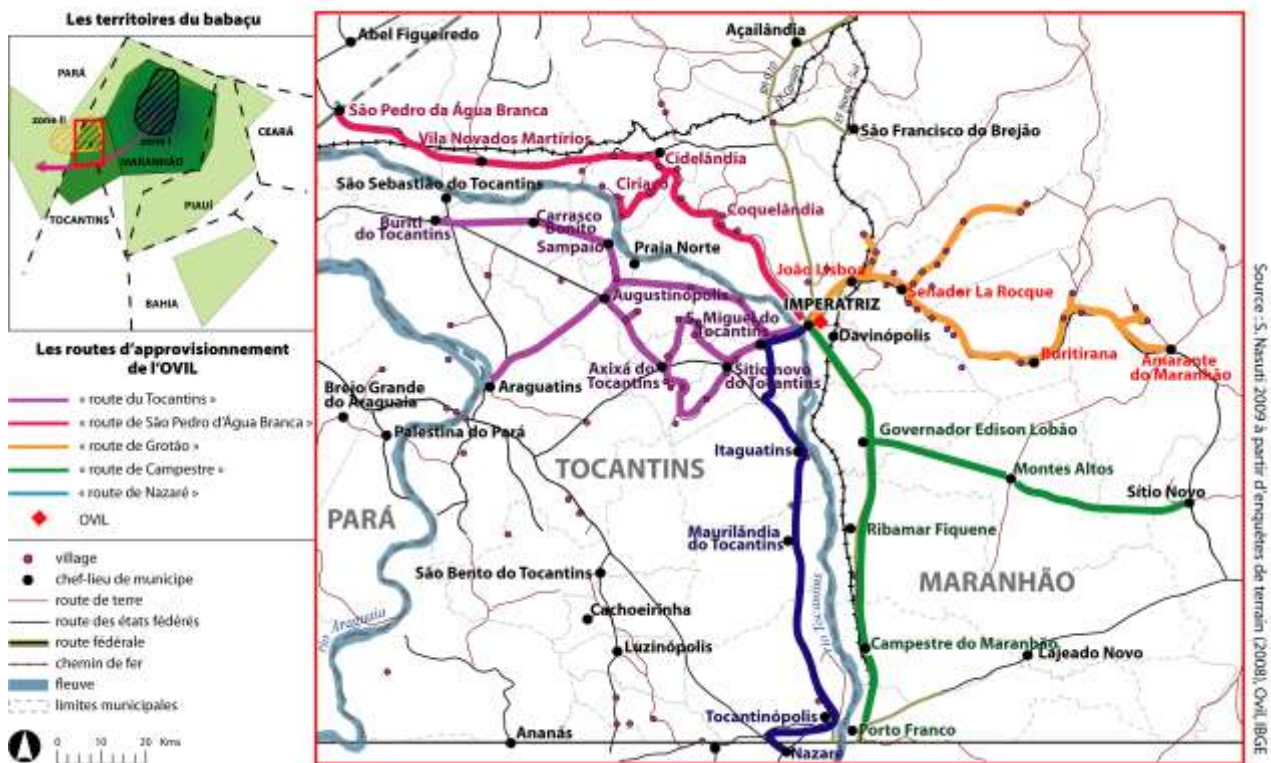 Les territoires du babaçu
PARÁ
zone II
zone I
MARANHÃO
CEARÁ
PIAUÍ
TOCANTINS
BAHIA
Les routes d'approvisionnement
de l'OVIL
« route du Tocantins »
« route de São Pedro d'Água Branca »
« route de Grotão »
« route de Campestre »
« route de Nazaré »
OVIL
village
chef-lieu de municipe
route de terre
route des états fédérés
route fédérale
chemin de fer
fleuve
limites municipales
0 10 20 Kms
Abel Figueiredo
Açailândia
São Pedro da Água Branca
Vila Novados Martírios
São Francisco do Brejão
Cidelândia
São Sebastião do Tocantins
Ciriaco
Buriti
do Tocantins
Carrasco
Bonito
Sampaio
Coquelândia
Praia Norte
João Lisboa
Senador La Rocque
Augustinópolis
IMPERATRIZ
S. Miguel do
Tocantins
Davinópolis
Buritirana
Amarante
do Maranhão
Axixá do
Tocantins
Sítio novo
do Tocantins
Araguatins
Brejo Grande
do Araguaia
Palestina do Pará
Governador Edison Lobão
Itaguatins
TOCANTINS
Montes Altos
Sítio Novo
PARÁ
Maurilândia
do Tocantins
Ribamar Fiquene
São Bento do Tocantins
MARANHÃO
Cachoeirinha
Rio Araguaia
Rio Tocantins
Luzinópolis
Campestre do Maranhão
Lajeado Novo
Tocantinópolis
Ananás
Porto Franco
Nazaré
Source : S. Nasuti 2009 à partir d'enquêtes de terrain (2008), Ovil, IBGE